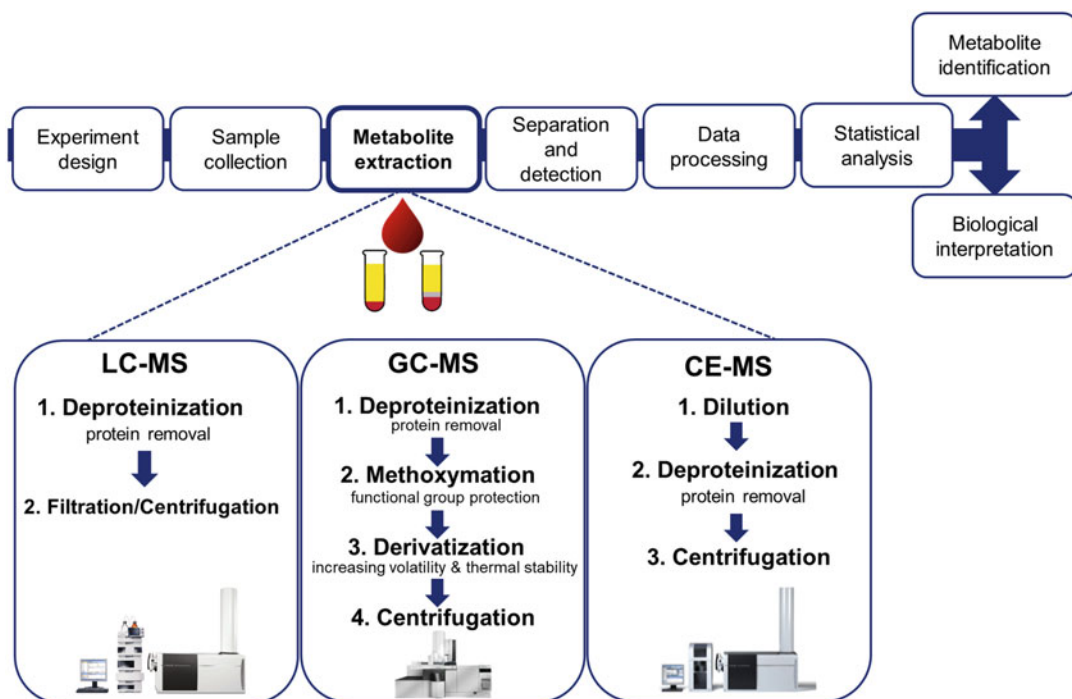 Metabolite
identification
Experiment
design
Sample
collection
Metabolite
extraction
Separation
and
detection
Data
processing
Statistical
analysis
Biological
interpretation
LC-MS
1. Deproteinization
protein removal
2. Filtration/Centrifugation
GC-MS
1. Deproteinization
protein removal
2. Methoxymation
functional group protection
3. Derivatization
increasing volatility & thermal stability
4. Centrifugation
CE-MS
1. Dilution
2. Deproteinization
protein removal
3. Centrifugation